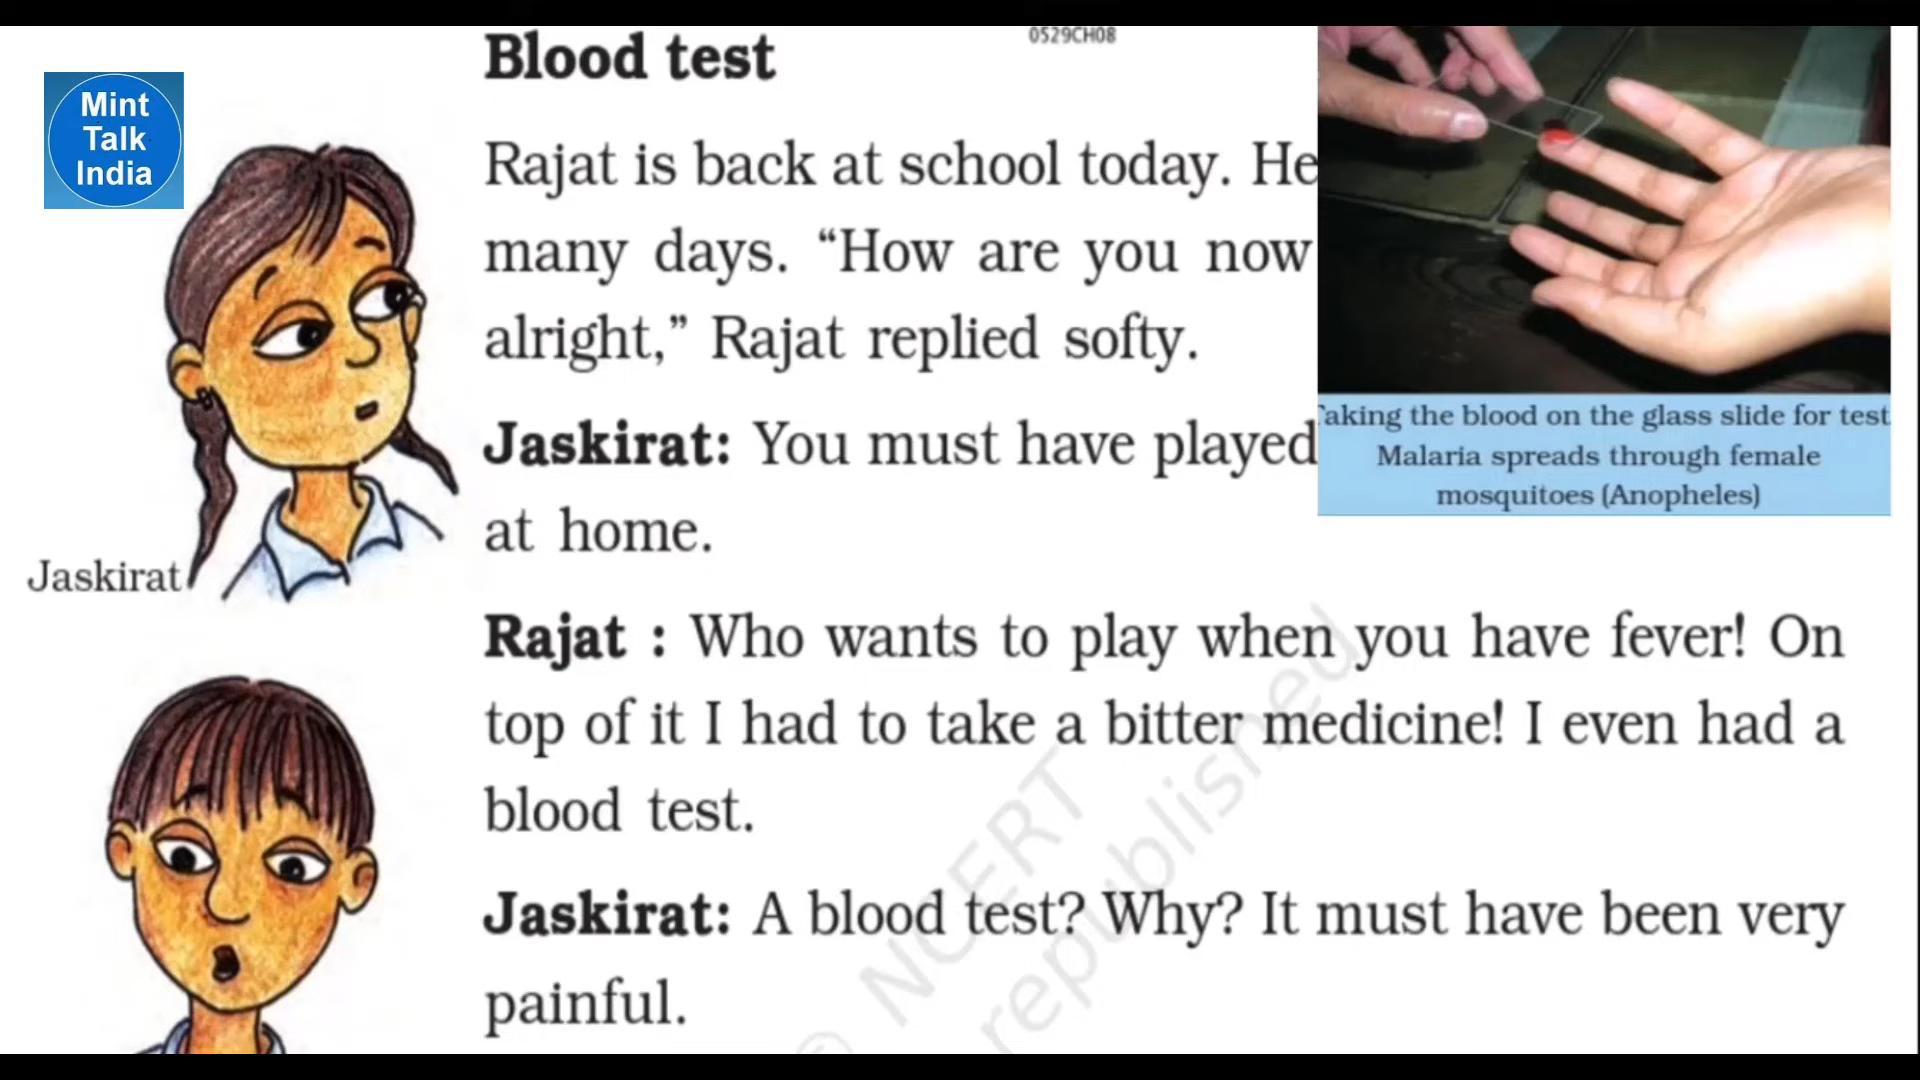 Blood test
0529CH08
Mint
Talk
India
Rajat is back at school today. He
many days. “How are you now
alright,” Rajat replied softy.
Jaskirat: You must have played
at home.
Taking the blood on the glass slide for test
Malaria spreads through female
mosquitoes (Anopheles)
Jaskirat
Rajat : Who wants to play when you have fever! On
top of it I had to take a bitter medicine! I even had a
blood test.
Jaskirat: A blood test? Why? It must have been very
painful.
© NCERT
republished